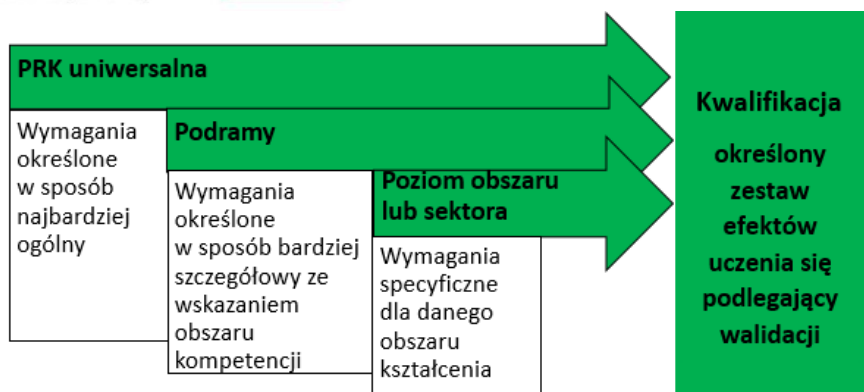 PRK uniwersalna
Wymagania
określone
w sposób
najbardziej
ogólny
Podramy
Wymagania
określone
w sposób bardziej
szczegółowy ze
wskazaniem
obszaru
kompetencji
Poziom obszaru
lub sektora
Wymagania
specyficzne
dla danego
obszaru
kształcenia
Kwalifikacja
określony
zestaw
efektów
uczenia się
podlegający
walidacji